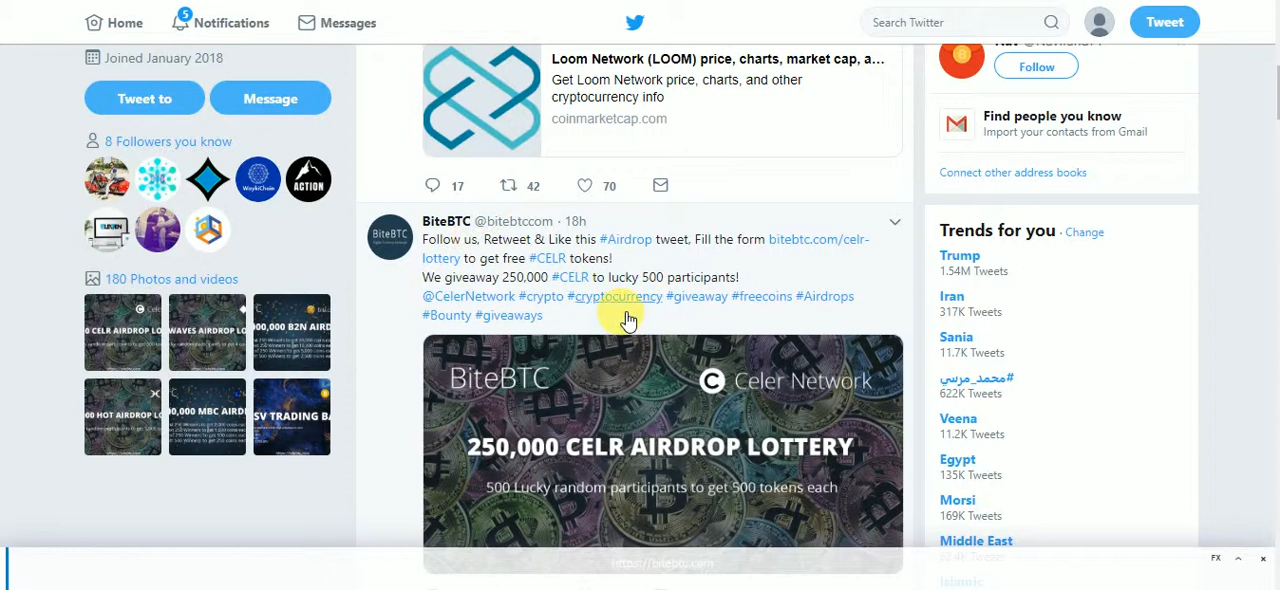 Home
5
Notifications
Messages
Search Twitter
Tweet
Joined January 2018
Tweet to
Message
8 Followers you know
WaykiChain
ACTION
ELEVEN
180 Photos and videos
Loom Network (LOOM) price, charts, market cap, a...
Get Loom Network price, charts, and other
cryptocurrency info
coinmarketcap.com
17
42
70
BiteBTC @bitebtccom · 18h
BiteBTC
Follow us, Retweet & Like this #Airdrop tweet, Fill the form bitebtc.com/celr-
lottery to get free #CELR tokens!
We giveaway 250,000 #CELR to lucky 500 participants!
@CelerNetwork #crypto #cryptocurrency #giveaway #freecoins #Airdrops
#Bounty #giveaways
BiteBTC
Celer Network
250,000 CELR AIRDROP LOTTERY
500 Lucky random participants to get 500 tokens each
https://bitebtc.com
Follow
Find people you know
Import your contacts from Gmail
Connect other address books
Trends for you · Change
Trump
1.54M Tweets
Iran
317K Tweets
Sania
11.7K Tweets
#محمد_مرسي
622K Tweets
Veena
11.2K Tweets
Egypt
135K Tweets
Morsi
169K Tweets
Middle East
Islamic
FX